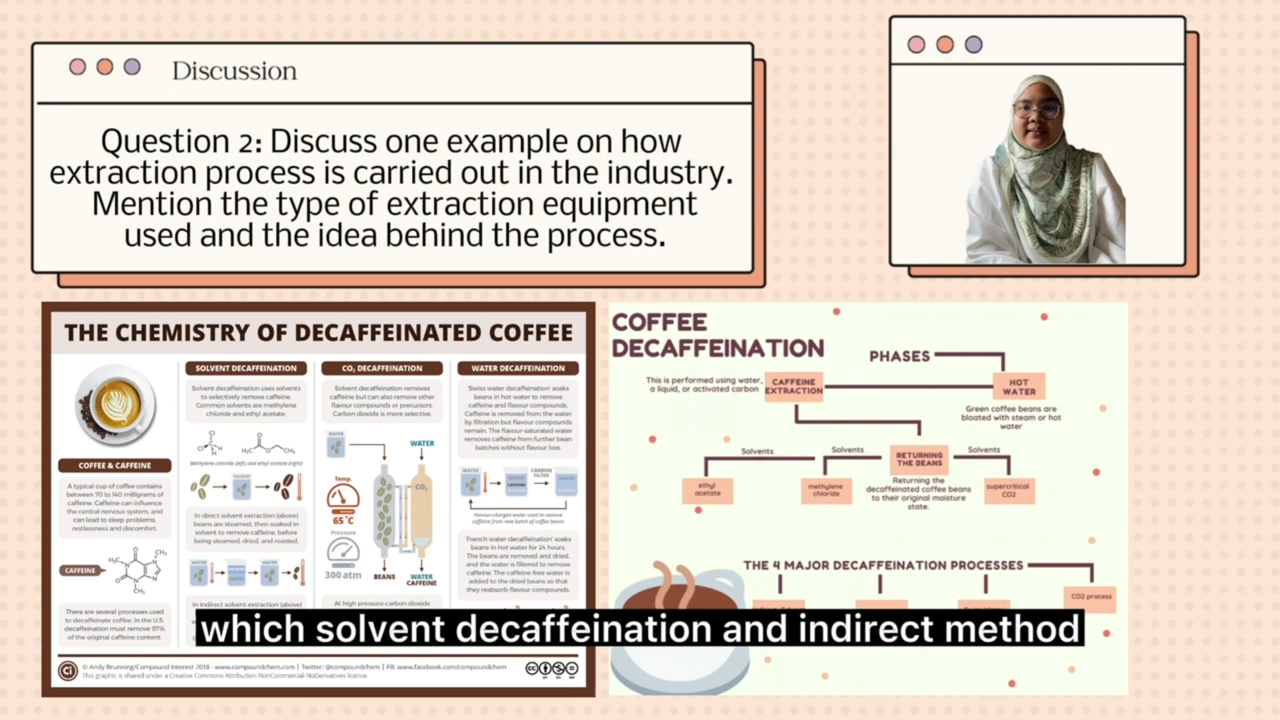 Discussion
Question 2: Discuss one example on how
extraction process is carried out in the industry.
Mention the type of extraction equipment
used and the idea behind the process.
THE CHEMISTRY OF DECAFFEINATED COFFEE
COFFEE & CAFFEINE
A typical cup of coffee contains
between 70 to 140 milligrams of
caffeine. Caffeine can influence
the central nervous system, and
can lead to sleep problems,
restlessness and discomfort.
CAFFEINE
There are several processes used
to decaffeinate coffee. In the U.S.
decaffeination must remove 97%
of the original caffeine content.
SOLVENT DECAFFEINATION
Solvent decaffeination uses solvents
to selectively remove caffeine.
Common solvents are methylene
chloride and ethyl acetate.
Methylene chloride (left) and ethyl acetate (right)
SOLVENT
In direct solvent extraction (above)
beans are steamed, then soaked in
solvent to remove caffeine, before
being steamed, dried, and roasted.
WATER
WATER
In indirect solvent extraction (above)
CO₂ DECAFFEINATION
Solvent decaffeination removes
caffeine but can also remove other
flavour compounds or precursors.
Carbon dioxide is more selective.
WATER
WATER
CO₂
Temp.
65°C
Pressure
300 atm
BEANS
WATER
CAFFEINE
At high pressure carbon dioxide
WATER DECAFFEINATION
'Swiss water decaffeination' soaks
beans in hot water to remove
caffeine and flavour compounds.
Caffeine is removed from the water
by filtration but flavour compounds
remain. The flavour-saturated water
removes caffeine from further bean
batches without flavour loss.
WATER
WATER
CARBON
FILTER
WATER
Flavour-charged water used to remove
caffeine from new batch of coffee beans
'French water decaffeination' soaks
beans in hot water for 24 hours.
The beans are removed and dried,
and the water is filtered to remove
caffeine. The caffeine free water is
added to the dried beans so that
they reabsorb flavour compounds.
Ci
© Andy Brunning/Compound Interest 2018 - www.compoundchem.com | Twitter: @compoundchem | FB: www.facebook.com/compoundchem
This graphic is shared under a Creative Commons Attribution-NonCommercial-NoDerivatives licence.
COFFEE
DECAFFEINATION
PHASES
This is performed using water,
a liquid, or activated carbon
CAFFEINE
EXTRACTION
HOT
WATER
Green coffee beans are
bloated with steam or hot
water
Solvents
Solvents
RETURNING
THE BEANS
Solvents
ethyl
acetate
methylene
chloride
Returning the
decaffeinated coffee beans
to their original moisture
state.
supercritical
CO2
THE 4 MAJOR DECAFFEINATION PROCESSES
CO2 process
which solvent decaffeination and indirect method